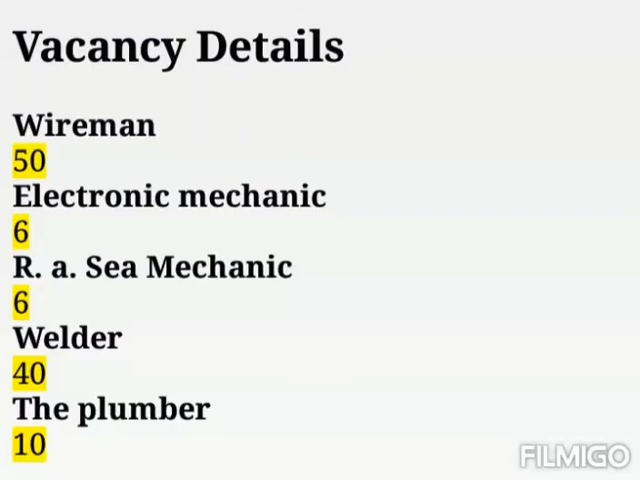 Vacancy Details
Wireman
50
Electronic mechanic
6
R. a. Sea Mechanic
6
Welder
40
The plumber
10
FILMIGO